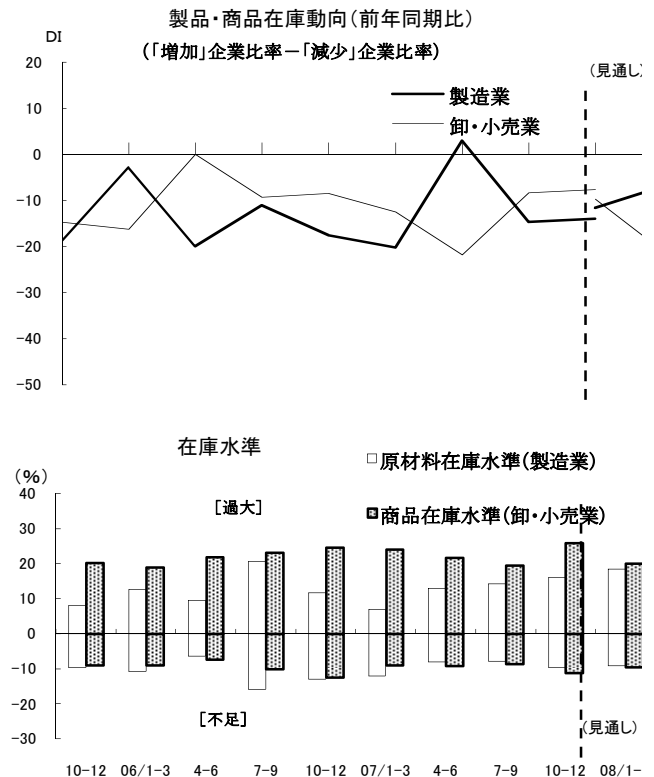 製品・商品在庫動向(前年同期比)
DI
(「増加」企業比率－「減少」企業比率)
(見通し)
20
10
0
-10
-20
-30
-40
-50
製造業
卸・小売業
在庫水準
(%)
原材料在庫水準(製造業)
商品在庫水準(卸・小売業)
[過大]
40
30
20
10
0
-10
-20
-30
[不足]
(見通し)
10-12 06/1-3 4-6 7-9 10-12 07/1-3 4-6 7-9 10-12 08/1-